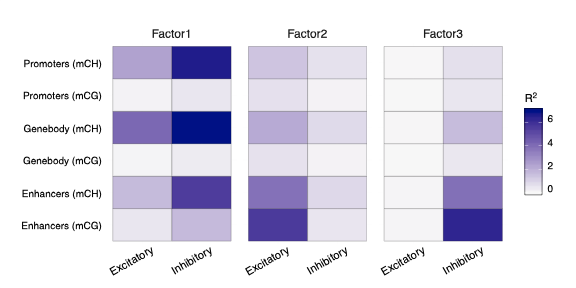 Factor1 Factor2 Factor3
Promoters (mCH)
Promoters (mCG)
Genebody (mCH)
Genebody (mCG)
Enhancers (mCH)
Enhancers (mCG)
Excitatory Inhibitory Excitatory Inhibitory Excitatory Inhibitory
R²
6
4
2
0